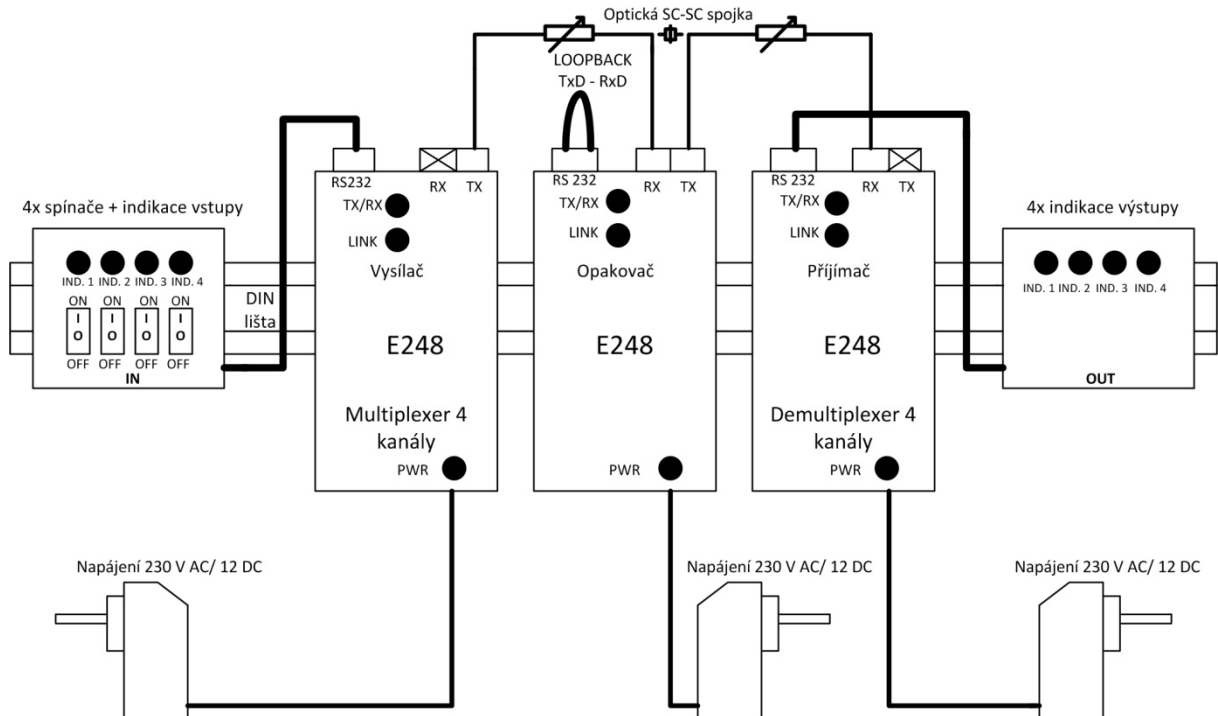 Optická SC-SC spojka
LOOPBACK
TxD - RxD
4x spínače + indikace vstupy
IND. 1 IND. 2 IND. 3 IND. 4
ON ON ON ON
I I I I
O O O O
OFF OFF OFF OFF
IN
DIN
lišta
RS232 RX TX
TX/RX
LINK
Vysílač
E248
Multiplexer 4
kanály
PWR
RS 232 RX TX
TX/RX
LINK
Opakovač
E248
PWR
RS 232 RX TX
TX/RX
LINK
Příjímač
E248
Demultiplexer 4
kanály
PWR
4x indikace výstupy
IND. 1 IND. 2 IND. 3 IND. 4
OUT
Napájení 230 V AC/ 12 DC
Napájení 230 V AC/ 12 DC
Napájení 230 V AC/ 12 DC